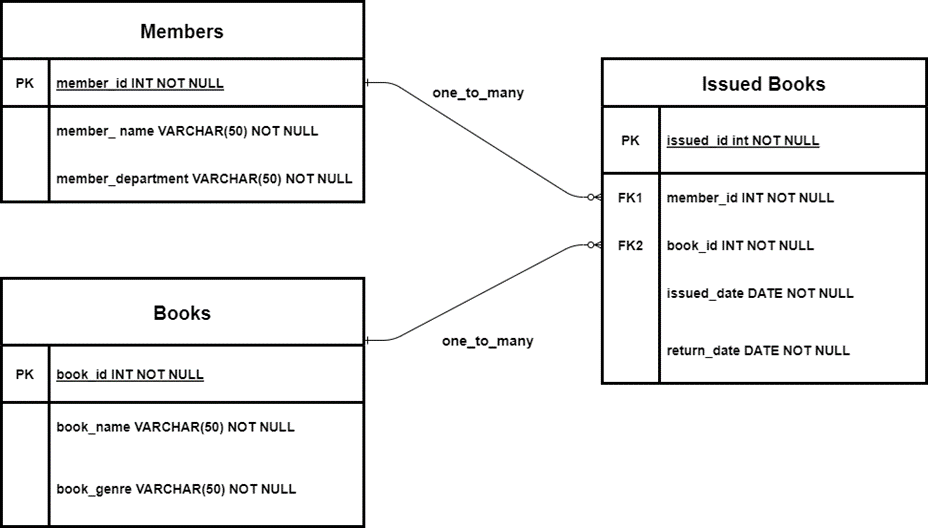 Members
PK member_id INT NOT NULL
member_ name VARCHAR(50) NOT NULL
member_department VARCHAR(50) NOT NULL
one_to_many
Issued Books
PK issued_id int NOT NULL
FK1 member_id INT NOT NULL
FK2 book_id INT NOT NULL
issued_date DATE NOT NULL
return_date DATE NOT NULL
Books
PK book_id INT NOT NULL
book_name VARCHAR(50) NOT NULL
book_genre VARCHAR(50) NOT NULL
one_to_many